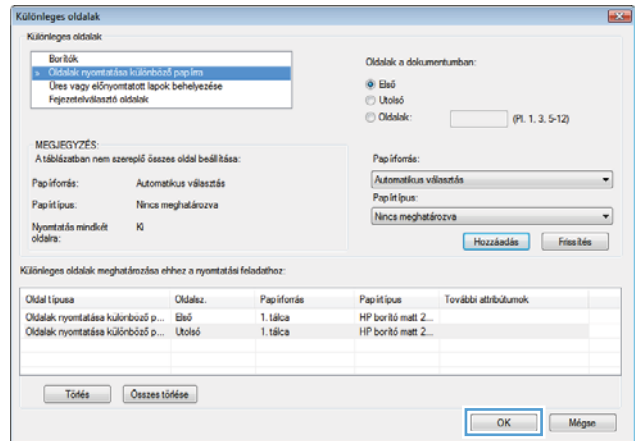 Különleges oldalak
Különleges oldalak
Borítók
» Oldalak nyomtatása különböző papírra
Üres vagy előnyomtatott lapok behelyezése
Fejezetelválasztó oldalak
Oldalak a dokumentumban:
Első
Utolsó
Oldalak:
(Pl. 1, 3, 5-12)
MEGJEGYZÉS:
A táblázatban nem szereplő összes oldal beállítása:
Papírforrás: Automatikus választás
Papírtípus: Nincs meghatározva
Nyomtatás mindkét Ki
oldalra:
Papírforrás:
Automatikus választás
Papírtípus:
Nincs meghatározva
Hozzáadás Frissítés
Különleges oldalak meghatározása ehhez a nyomtatási feladathoz:
Oldal típusa Oldalsz. Papírforrás Papírtípus További attribútumok
Oldalak nyomtatása különböző p... Első 1. tálca HP borító matt 2...
Oldalak nyomtatása különböző p... Utolsó 1. tálca HP borító matt 2...
Törlés Összes törlése
OK Mégse